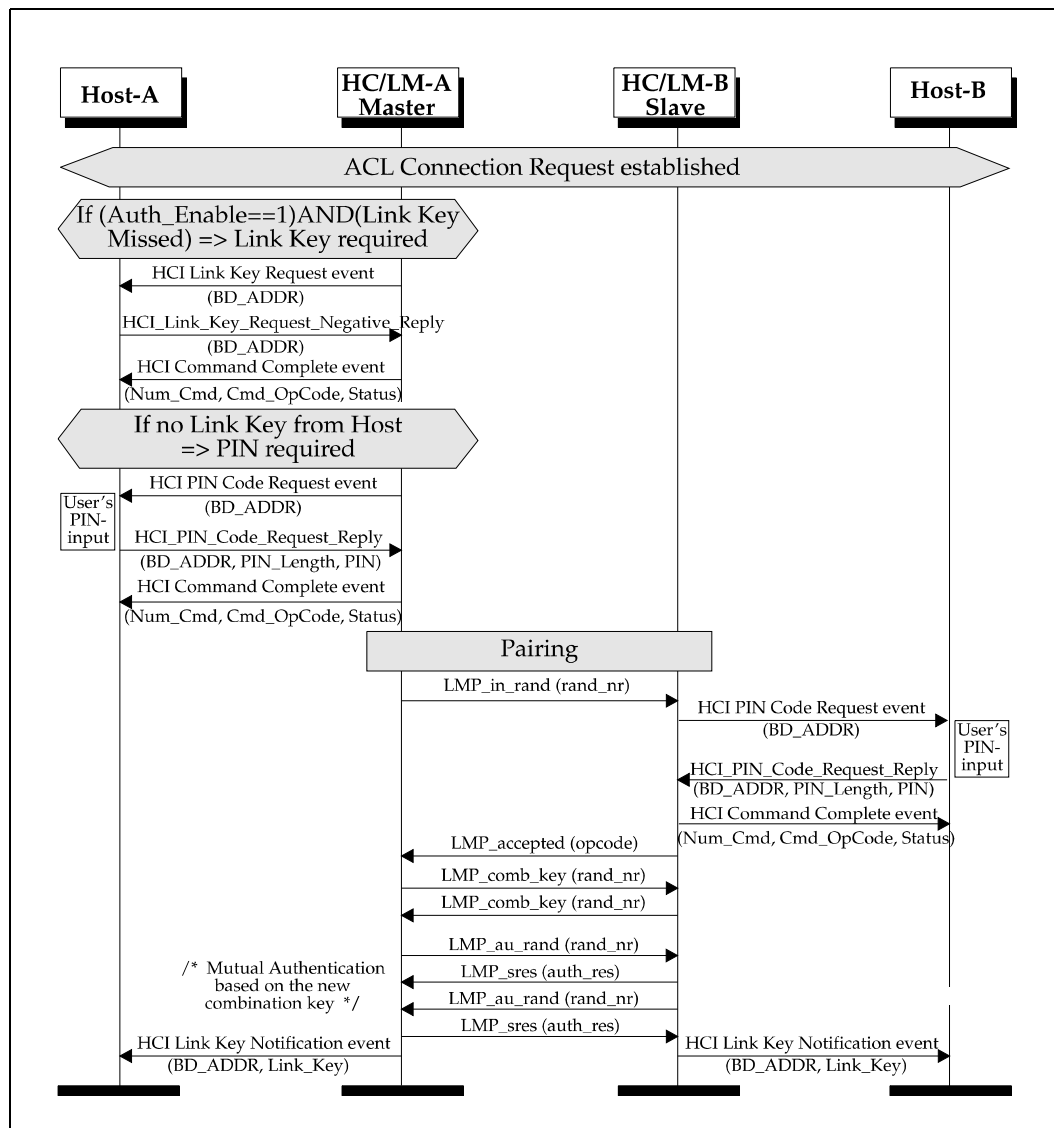 Host-A
HC/LM-A
Master
HC/LM-B
Slave
Host-B
ACL Connection Request established
If (Auth_Enable==1)AND(Link Key
Missed) => Link Key required
HCI Link Key Request event
(BD_ADDR)
HCI_Link_Key_Request_Negative_Reply
(BD_ADDR)
HCI Command Complete event
(Num_Cmd, Cmd_OpCode, Status)
If no Link Key from Host
=> PIN required
HCI PIN Code Request event
(BD_ADDR)
User's
PIN-
input
HCI_PIN_Code_Request_Reply
(BD_ADDR, PIN_Length, PIN)
HCI Command Complete event
(Num_Cmd, Cmd_OpCode, Status)
Pairing
LMP_in_rand (rand_nr)
HCI PIN Code Request event
(BD_ADDR)
User's
PIN-
input
HCI_PIN_Code_Request_Reply
(BD_ADDR, PIN_Length, PIN)
HCI Command Complete event
(Num_Cmd, Cmd_OpCode, Status)
LMP_accepted (opcode)
LMP_comb_key (rand_nr)
LMP_comb_key (rand_nr)
LMP_au_rand (rand_nr)
/* Mutual Authentication
based on the new
combination key */
LMP_sres (auth_res)
LMP_au_rand (rand_nr)
LMP_sres (auth_res)
HCI Link Key Notification event
(BD_ADDR, Link_Key)
HCI Link Key Notification event
(BD_ADDR, Link_Key)